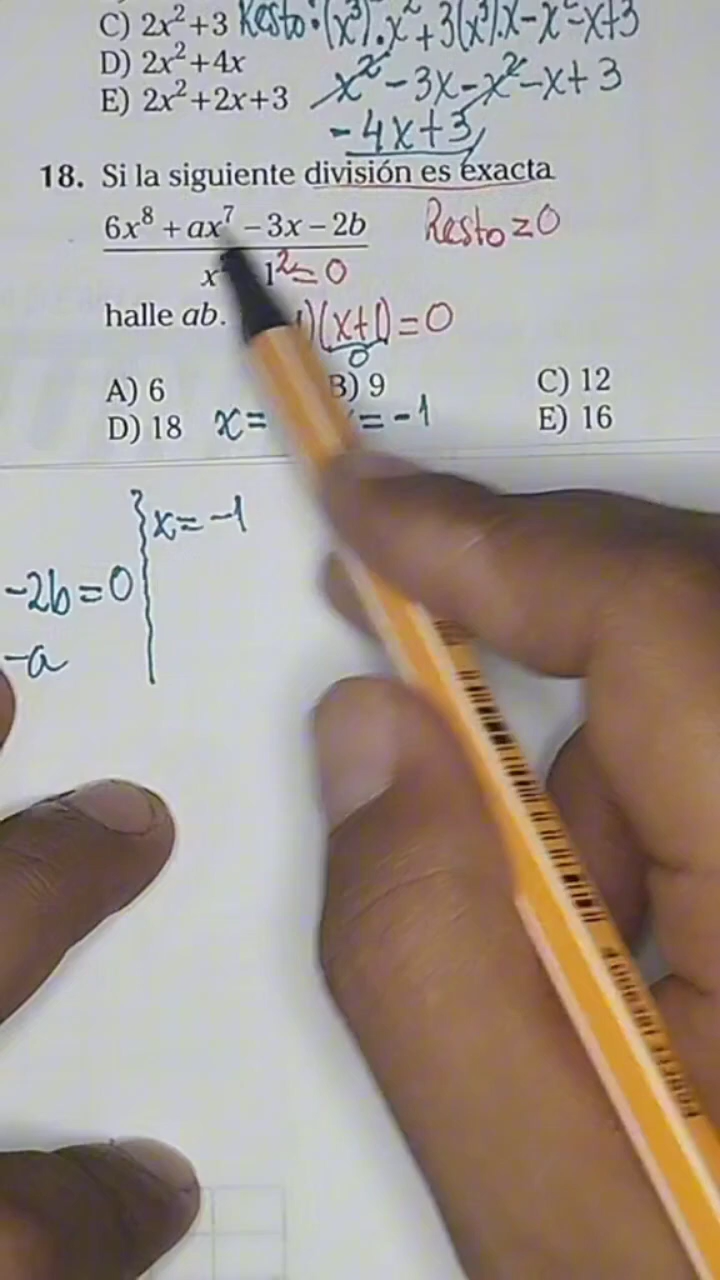 C) 2x²+3 Resto: (x³).x²+3(x³).x-x²-x+3
D) 2x²+4x
x²-3x-x²-x+3
E) 2x²+2x+3
-4x+3
18. Si la siguiente división es exacta
6x⁸ + ax⁷ - 3x - 2b
Resto=0
x
1²=0
halle ab.
)(x+1)=0
0
A) 6
B) 9
C) 12
D) 18
x=
=-1
E) 16
x=-1
-2b=0
-a